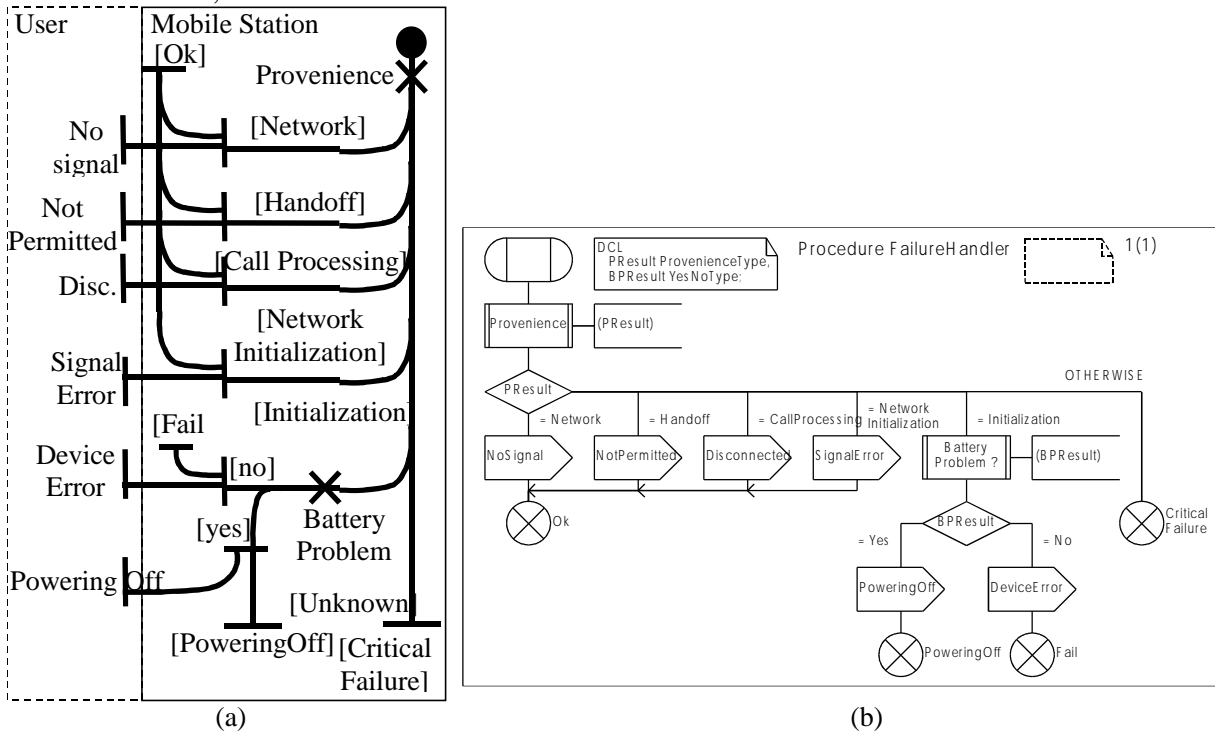 User
Mobile Station
[Ok]
Provenience
No
signal
[Network]
Not
Permitted
[Handoff]
Disc.
[Call Processing]
[Network
Initialization]
Signal
Error
[Initialization]
[Fail
Device
Error
[no]
Battery
Problem
[yes]
Powering Off
[Unknown]
[PoweringOff]
[Critical
Failure]
(a)
DCL
PResult ProvenienceType,
BPResult YesNoType;
Procedure FailureHandler
1(1)
Provenience
(PResult)
PResult
OTHERWISE
= Network
= Handoff
= CallProcessing
= Network
Initialization
= Initialization
NoSignal
NotPermitted
Disconnected
SignalError
Battery
Problem ?
(BPResult)
Ok
BPResult
Critical
Failure
= Yes
= No
PoweringOff
DeviceError
PoweringOff
Fail
(b)